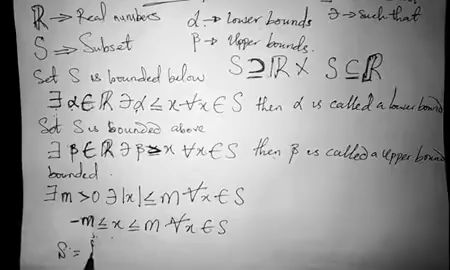 ℝ ⇒ Real numbers α → Lower bounds ∋ → such that
S ⇒ Subset β → Upper bounds.
Set S is bounded below S ⊇ ℝ X S ⊆ ℝ
∃ α ∈ ℝ ∋ α ≤ x ∀ x ∈ S then α is called a lower bound
Set S is bounded above
∃ β ∈ ℝ ∋ β ≥ x ∀ x ∈ S then β is called a upper bound
bounded.
∃ m > 0 ∋ |x| ≤ m ∀ x ∈ S
-m ≤ x ≤ m ∀ x ∈ S
S =